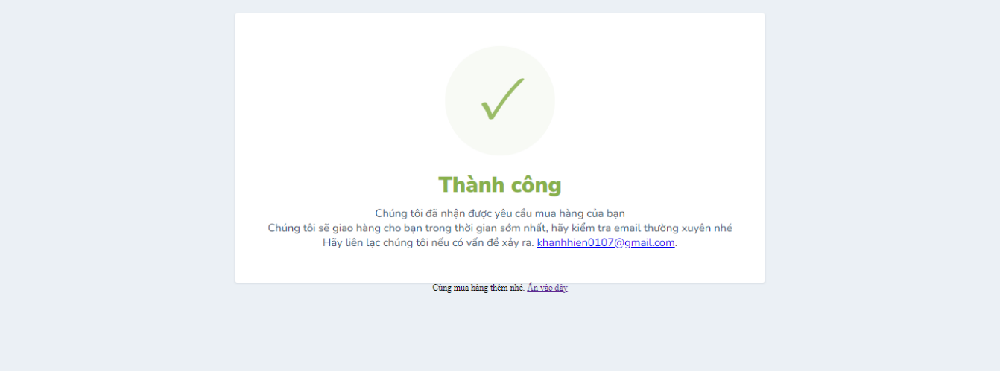 Thành công
Chúng tôi đã nhận được yêu cầu mua hàng của bạn
Chúng tôi sẽ giao hàng cho bạn trong thời gian sớm nhất, hãy kiểm tra email thường xuyên nhé
Hãy liên lạc chúng tôi nếu có vấn đề xảy ra. khanhhien0107@gmail.com.
Cùng mua hàng thêm nhé. Ấn vào đây